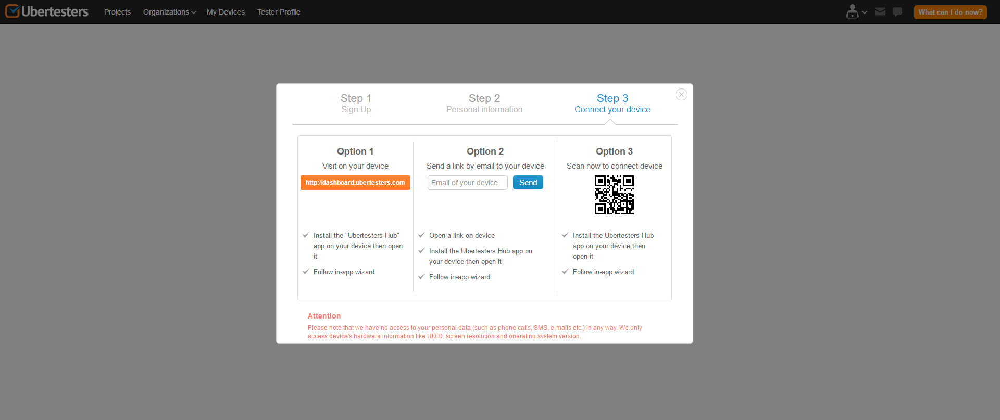 Ubertesters
Projects
Organizations
My Devices
Tester Profile
What can I do now?
Step 1
Sign Up
Step 2
Personal information
Step 3
Connect your device
Option 1
Visit on your device
http://dashboard.ubertesters.com
Install the "Ubertesters Hub"
app on your device then open
it
Follow in-app wizard
Option 2
Send a link by email to your device
Email of your device
Send
Open a link on device
Install the Ubertesters Hub app on
your device then open it
Follow in-app wizard
Option 3
Scan now to connect device
Install the Ubertesters Hub
app on your device then
open it
Follow in-app wizard
Attention
Please note that we have no access to your personal data (such as phone calls, SMS, e-mails etc.) in any way. We only
access device's hardware information like UDID, screen resolution and operating system version.